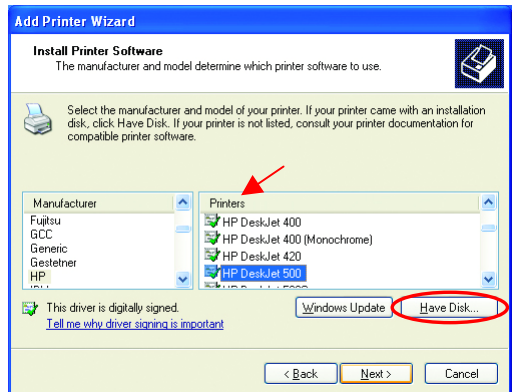 Add Printer Wizard
Install Printer Software
The manufacturer and model determine which printer software to use.
Select the manufacturer and model of your printer. If your printer came with an installation
disk, click Have Disk. If your printer is not listed, consult your printer documentation for
compatible printer software.
Manufacturer
Fujitsu
GCC
Generic
Gestetner
HP
Printers
HP DeskJet 400
HP DeskJet 400 (Monochrome)
HP DeskJet 420
HP DeskJet 500
This driver is digitally signed.
Tell me why driver signing is important
Windows Update
Have Disk...
< Back
Next >
Cancel